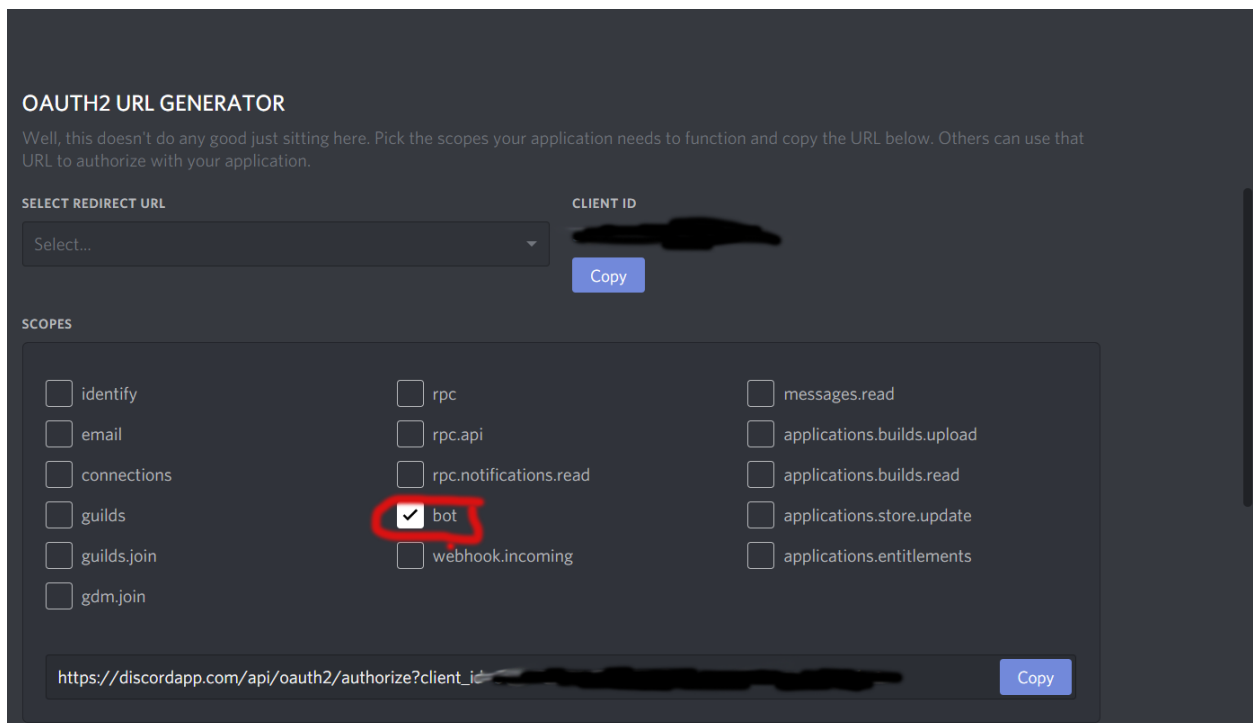 OAUTH2 URL GENERATOR
Well, this doesn't do any good just sitting here. Pick the scopes your application needs to function and copy the URL below. Others can use that
URL to authorize with your application.
SELECT REDIRECT URL
CLIENT ID
Select...
Copy
SCOPES
identify
rpc
messages.read
email
rpc.api
applications.builds.upload
connections
rpc.notifications.read
applications.builds.read
guilds
bot
applications.store.update
guilds.join
webhook.incoming
applications.entitlements
gdm.join
https://discordapp.com/api/oauth2/authorize?client_id
Copy